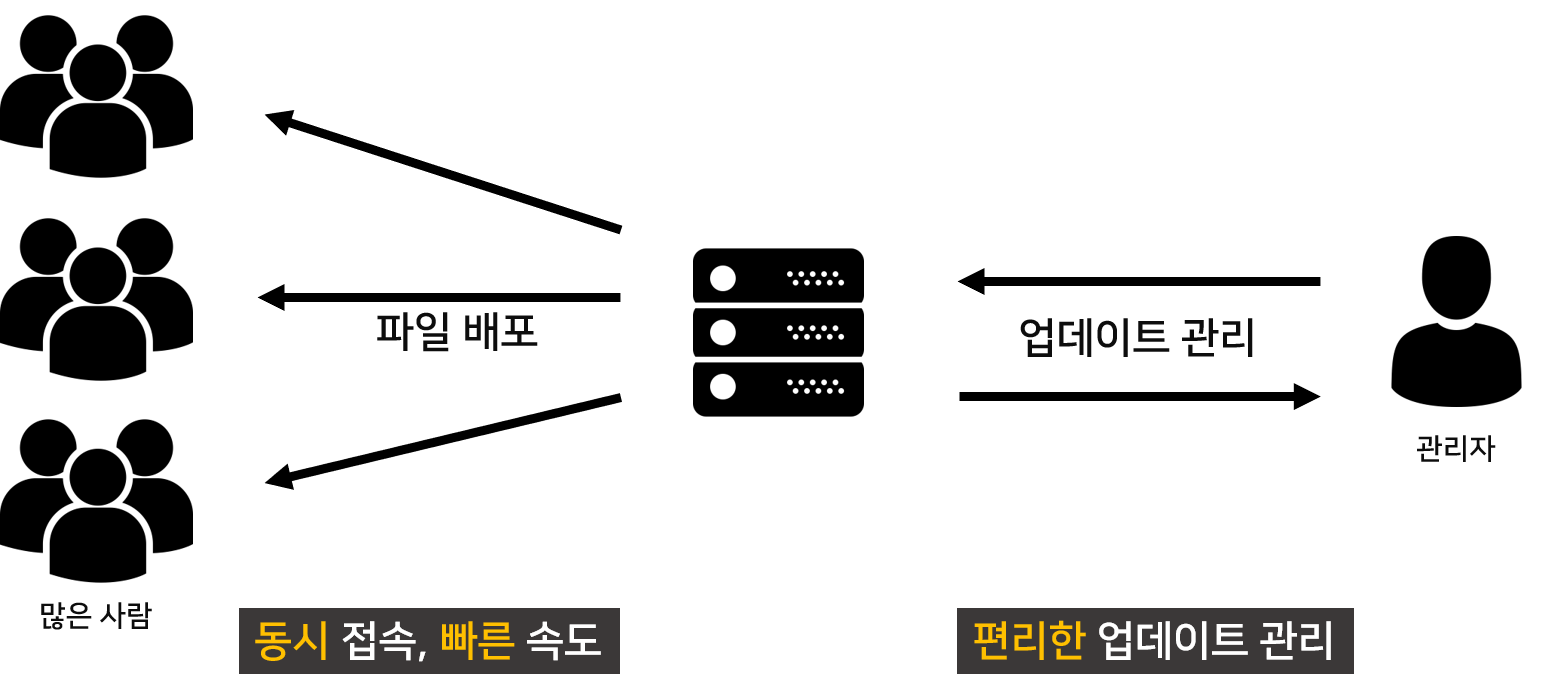 파일 배포
업데이트 관리
관리자
많은 사람
동시 접속, 빠른 속도
편리한 업데이트 관리